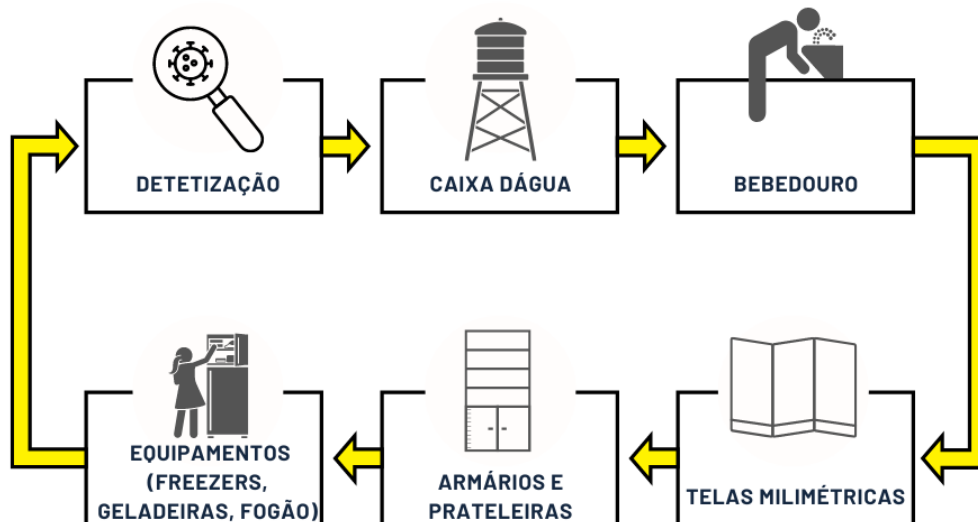 DETETIZAÇÃO
CAIXA DÁGUA
BEBEDOURO
EQUIPAMENTOS
(FREEZERS,
GELADEIRAS, FOGÃO)
ARMÁRIOS E
PRATELEIRAS
TELAS MILIMÉTRICAS